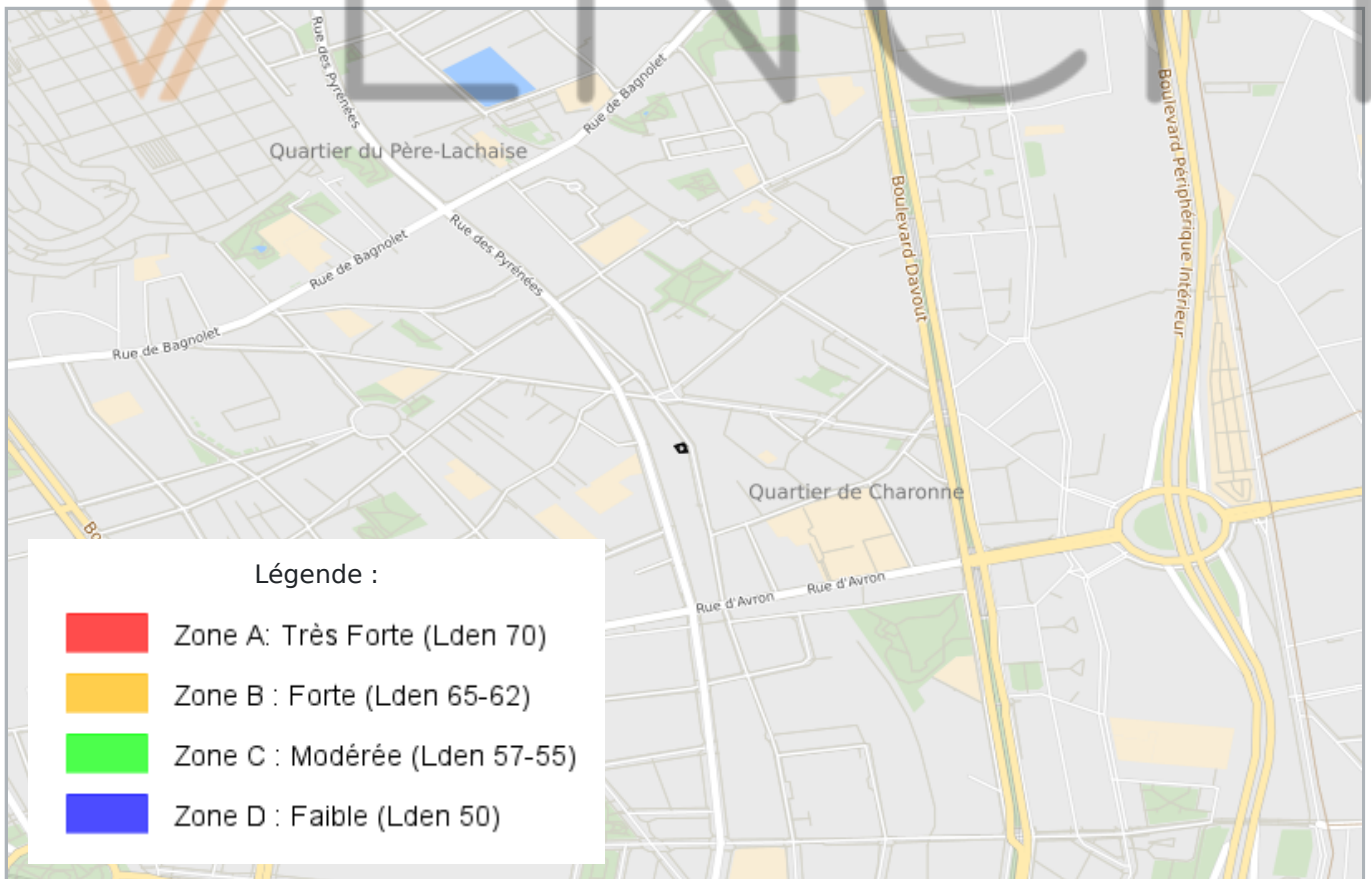 Rue des Pyrénées
Rue de Bagnolet
Quartier du Père-Lachaise
Boulevard Périphérique Intérieur
Boulevard Davout
Rue des Pyrénées
Rue de Bagnolet
Rue de Bagnolet
Quartier de Charonne
Rue d'Avron
Rue d'Avron
Légende :
Zone A: Très Forte (Lden 70)
Zone B : Forte (Lden 65-62)
Zone C : Modérée (Lden 57-55)
Zone D : Faible (Lden 50)